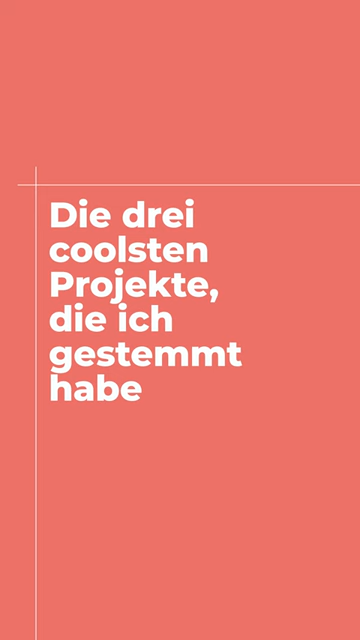 Die drei
coolsten
Projekte,
die ich
gestemmt
habe